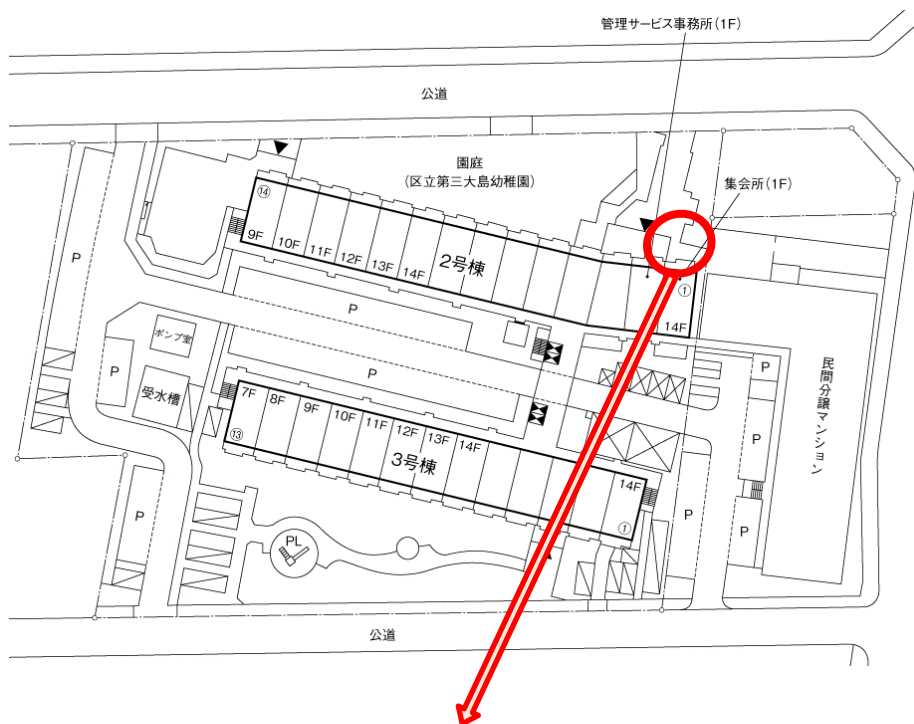 管理サービス事務所(1F)
公道
園庭
(区立第三大島幼稚園)
集会所(1F)
⑭
9F
10F
11F
12F
13F
14F
2号棟
①
14F
P
P
P
ポンプ室
P
受水槽
P
P
民間分譲マンション
7F
8F
9F
10F
11F
12F
13F
14F
⑬
3号棟
14F
①
P
P
P
P
PL
公道